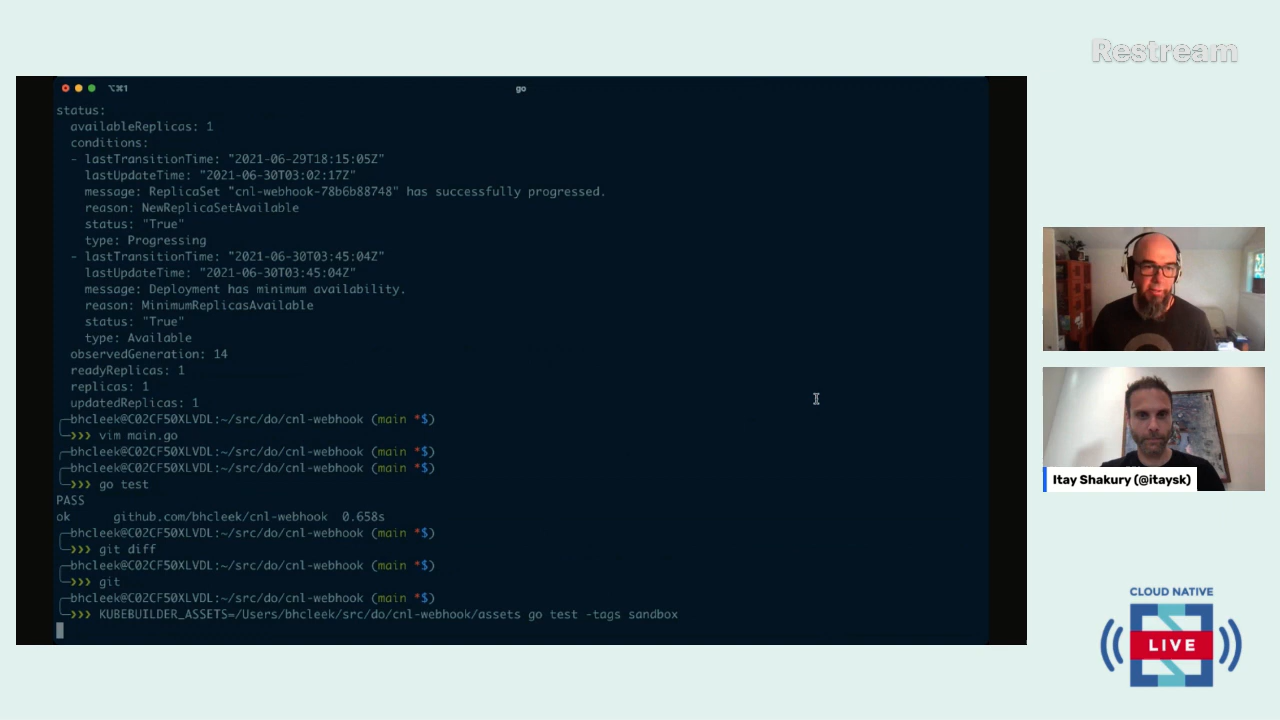 Restream
⌥⌘1
go
status:
availableReplicas: 1
conditions:
- lastTransitionTime: "2021-06-29T18:15:05Z"
lastUpdateTime: "2021-06-30T03:02:17Z"
message: ReplicaSet "cnl-webhook-78b6b88748" has successfully progressed.
reason: NewReplicaSetAvailable
status: "True"
type: Progressing
- lastTransitionTime: "2021-06-30T03:45:04Z"
lastUpdateTime: "2021-06-30T03:45:04Z"
message: Deployment has minimum availability.
reason: MinimumReplicasAvailable
status: "True"
type: Available
observedGeneration: 14
readyReplicas: 1
replicas: 1
updatedReplicas: 1
bhcleek@C02CF50XLVDL:~/src/do/cnl-webhook (main *$)
❯❯❯ vim main.go
bhcleek@C02CF50XLVDL:~/src/do/cnl-webhook (main *$)
bhcleek@C02CF50XLVDL:~/src/do/cnl-webhook (main *$)
❯❯❯ go test
PASS
ok github.com/bhcleek/cnl-webhook 0.658s
bhcleek@C02CF50XLVDL:~/src/do/cnl-webhook (main *$)
❯❯❯ git diff
bhcleek@C02CF50XLVDL:~/src/do/cnl-webhook (main *$)
❯❯❯ git
bhcleek@C02CF50XLVDL:~/src/do/cnl-webhook (main *$)
❯❯❯ KUBEBUILDER_ASSETS=/Users/bhcleek/src/do/cnl-webhook/assets go test -tags sandbox
Itay Shakury (@itaysk)
CLOUD NATIVE
LIVE